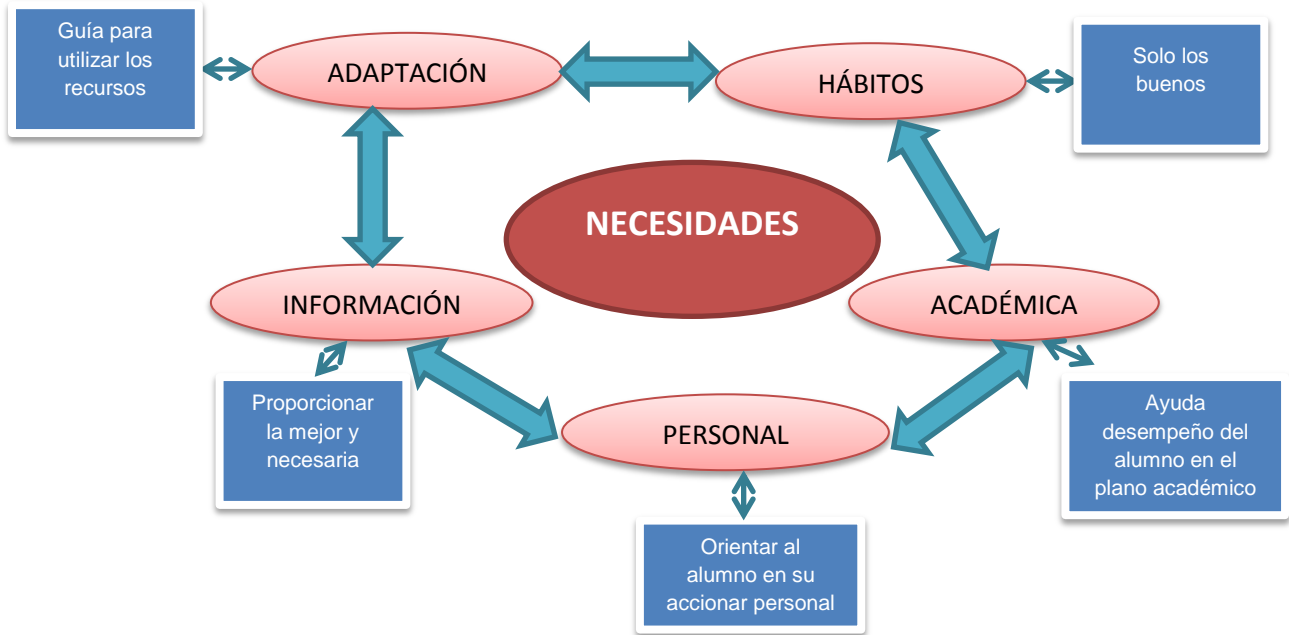 Guía para
utilizar los
recursos
ADAPTACIÓN
HÁBITOS
Solo los
buenos
NECESIDADES
INFORMACIÓN
ACADÉMICA
Proporcionar
la mejor y
necesaria
PERSONAL
Ayuda
desempeño del
alumno en el
plano académico
Orientar al
alumno en su
accionar personal